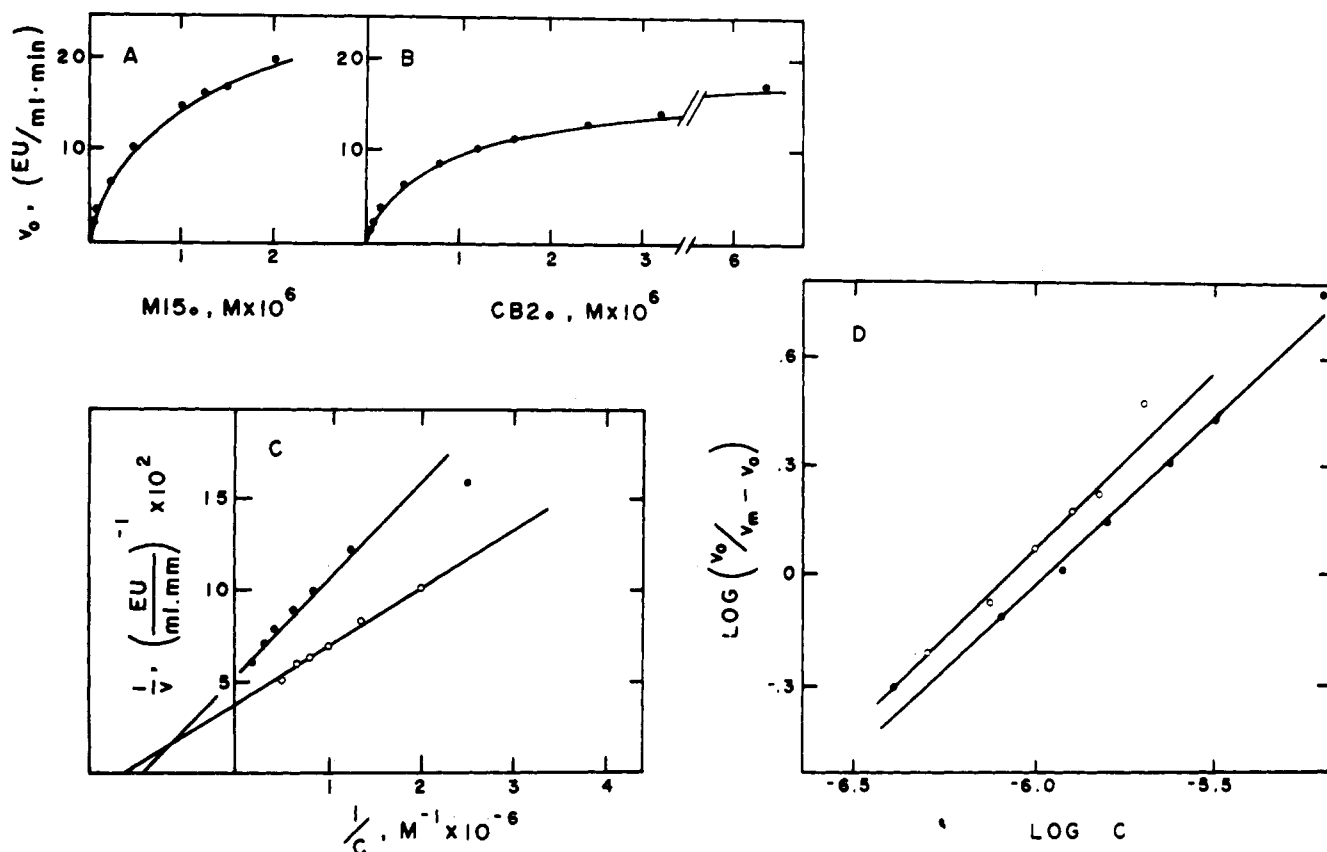 A
B
20
10
20
10
v₀, (EU/ml·min)
1 2
1 2 3 6
M15₀, M×10⁶
CB2₀, M×10⁶
C
15
10
5
1/v, (EU/ml.mm)⁻¹ ×10²
1 2 3 4
1/C, M⁻¹×10⁻⁶
D
.6
.3
0
-.3
LOG (v₀/vₘ – v₀)
-6.5 -6.0 -5.5
LOG C